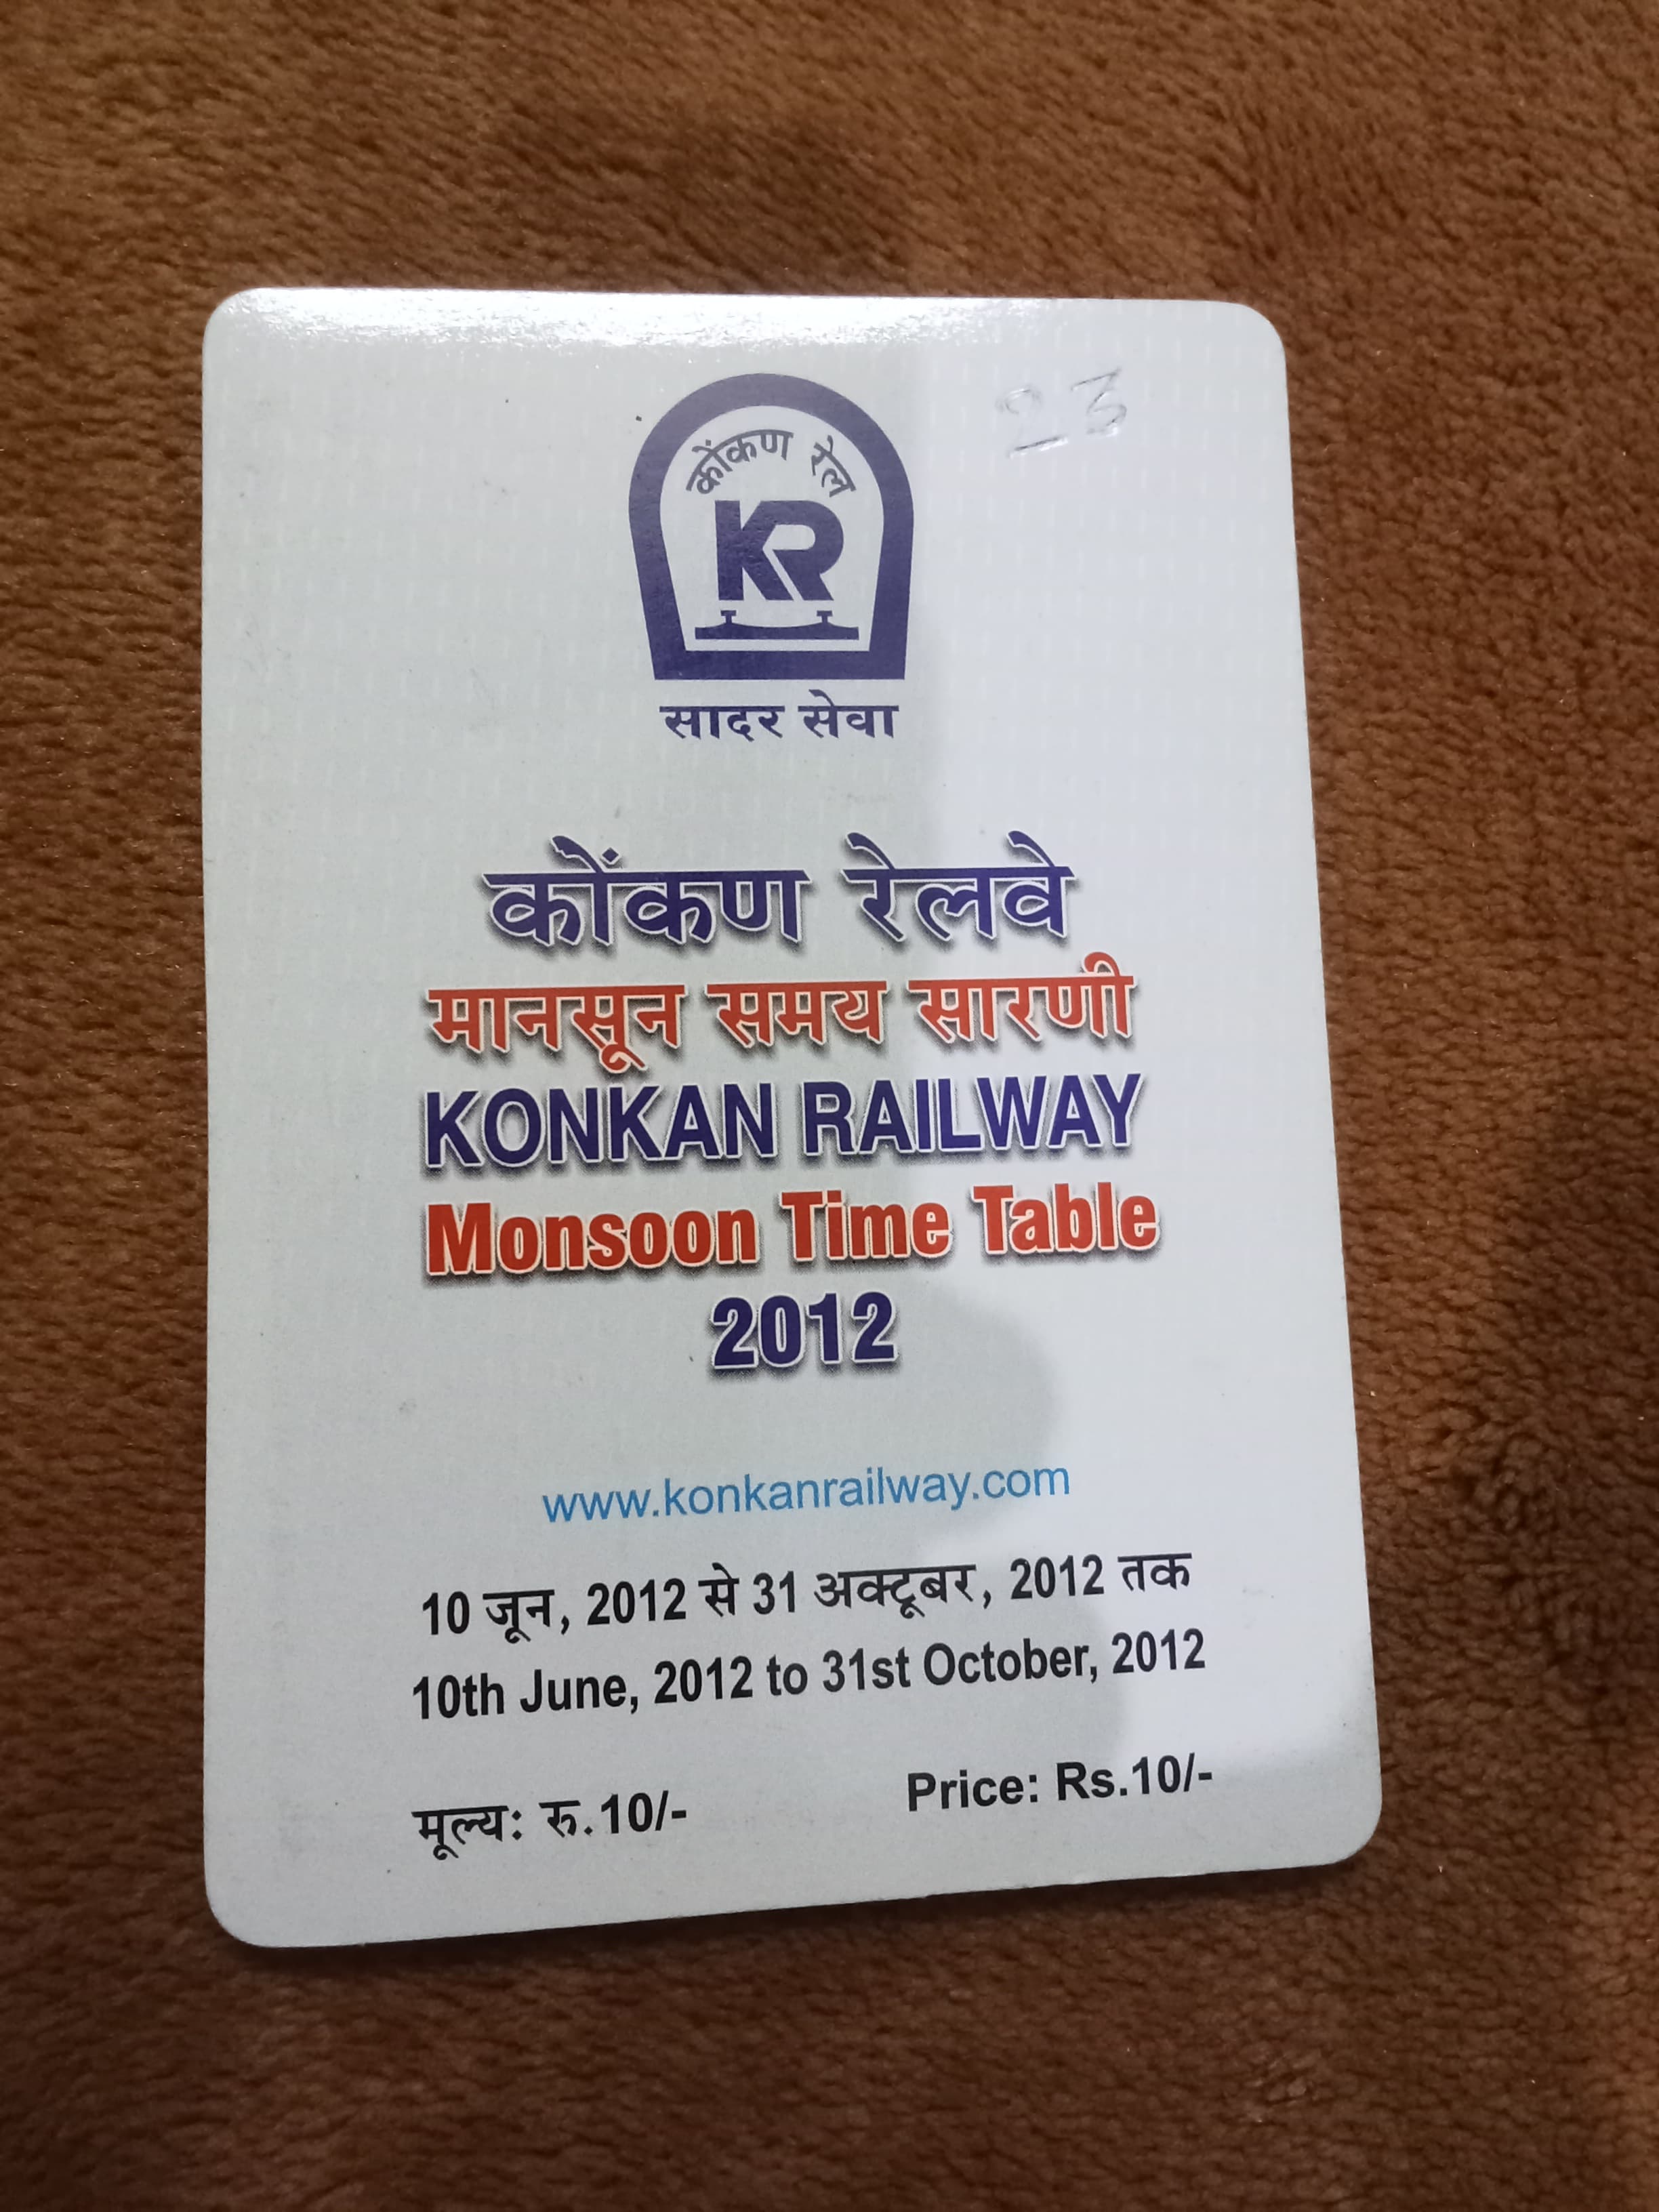 23
कोंकण रेल
KR
सादर सेवा
कोंकण रेलवे
मानसून समय सारणी
KONKAN RAILWAY
Monsoon Time Table
2012
www.konkanrailway.com
10 जून, 2012 से 31 अक्टूबर, 2012 तक
10th June, 2012 to 31st October, 2012
मूल्य: रु.10/- Price: Rs.10/-